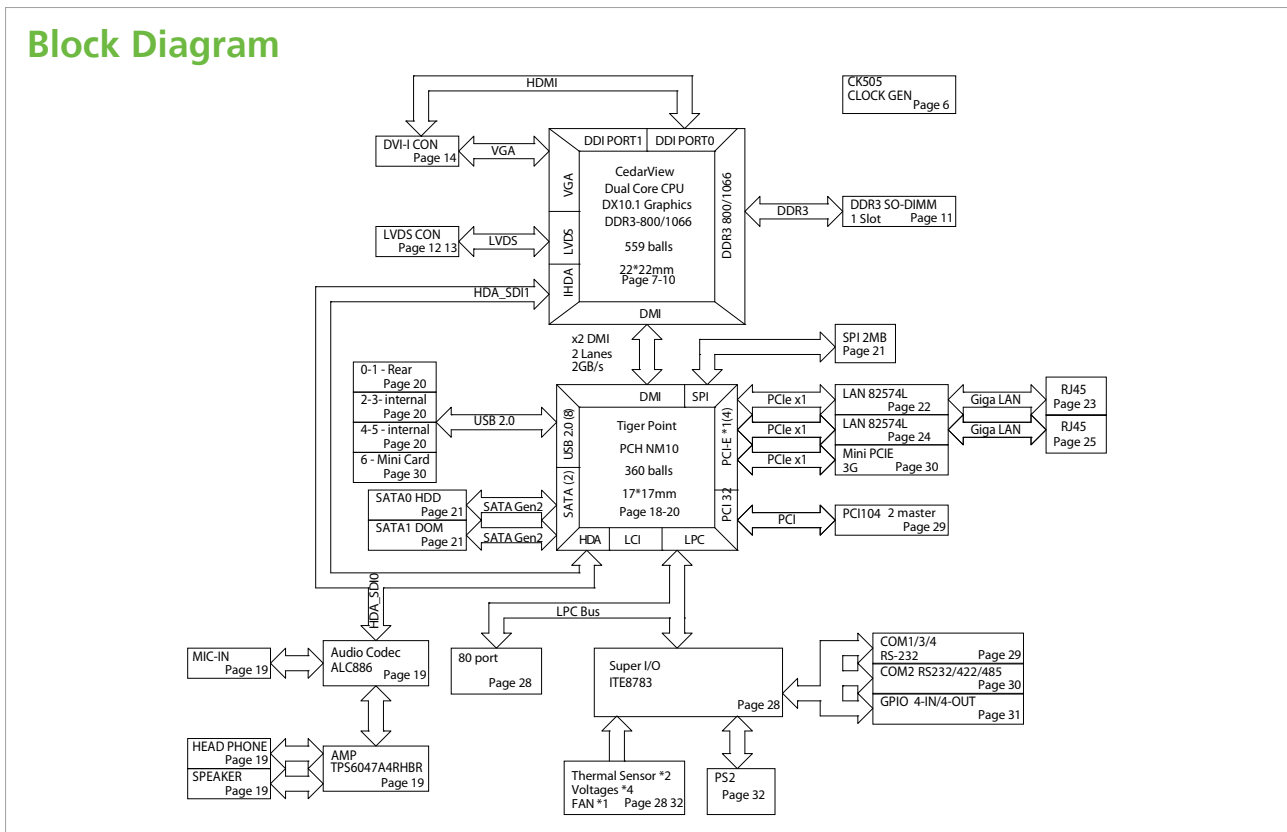 Block Diagram
HDMI
CK505
CLOCK GEN
Page 6
DVI-I CON
Page 14
VGA
DDI PORT1
DDI PORT0
VGA
LVDS
IHDA
CedarView
Dual Core CPU
DX10.1 Graphics
DDR3-800/1066
559 balls
22*22mm
Page 7-10
DDR3 800/1066
DDR3
DDR3 SO-DIMM
1 Slot Page 11
LVDS CON
Page 12 13
LVDS
HDA_SDI1
DMI
x2 DMI
2 Lanes
2GB/s
SPI 2MB
Page 21
0-1 - Rear
Page 20
2-3- internal
Page 20
4-5 - internal
Page 20
6 - Mini Card
Page 30
USB 2.0
USB 2.0 (8)
SATA (2)
DMI
SPI
Tiger Point
PCH NM10
360 balls
17*17mm
Page 18-20
PCI-E *1(4)
PCI 32
HDA
LCI
LPC
PCIe x1
LAN 82574L
Page 22
Giga LAN
RJ45
Page 23
PCIe x1
LAN 82574L
Page 24
Giga LAN
RJ45
Page 25
PCIe x1
Mini PCIE
3G Page 30
SATA0 HDD
Page 21
SATA Gen2
SATA1 DOM
Page 21
SATA Gen2
PCI
PCI104 2 master
Page 29
HDA_SDI0
LPC Bus
MIC-IN
Page 19
Audio Codec
ALC886
Page 19
80 port
Page 28
Super I/O
ITE8783
Page 28
COM1/3/4
RS-232 Page 29
COM2 RS232/422/485
Page 30
GPIO 4-IN/4-OUT
Page 31
HEAD PHONE
Page 19
SPEAKER
Page 19
AMP
TPS6047A4RHBR
Page 19
Thermal Sensor *2
Voltages *4
FAN *1 Page 28 32
PS2
Page 32